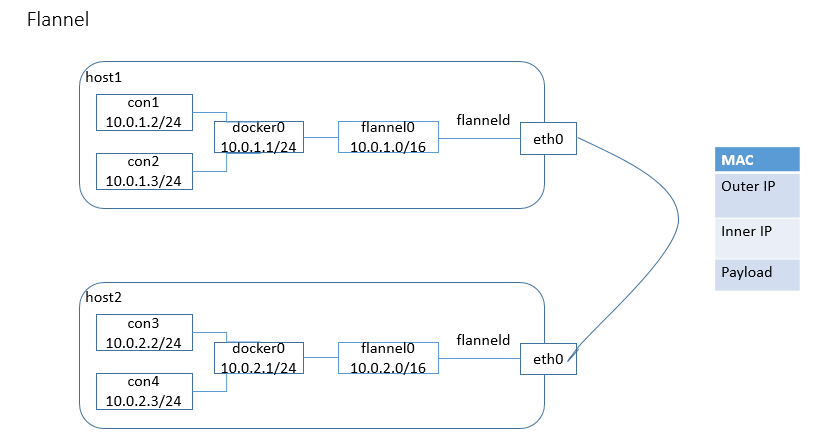 Flannel
host1
con1
10.0.1.2/24
con2
10.0.1.3/24
docker0
10.0.1.1/24
flannel0
10.0.1.0/16
flanneld
eth0
MAC
Outer IP
Inner IP
Payload
host2
con3
10.0.2.2/24
con4
10.0.2.3/24
docker0
10.0.2.1/24
flannel0
10.0.2.0/16
flanneld
eth0